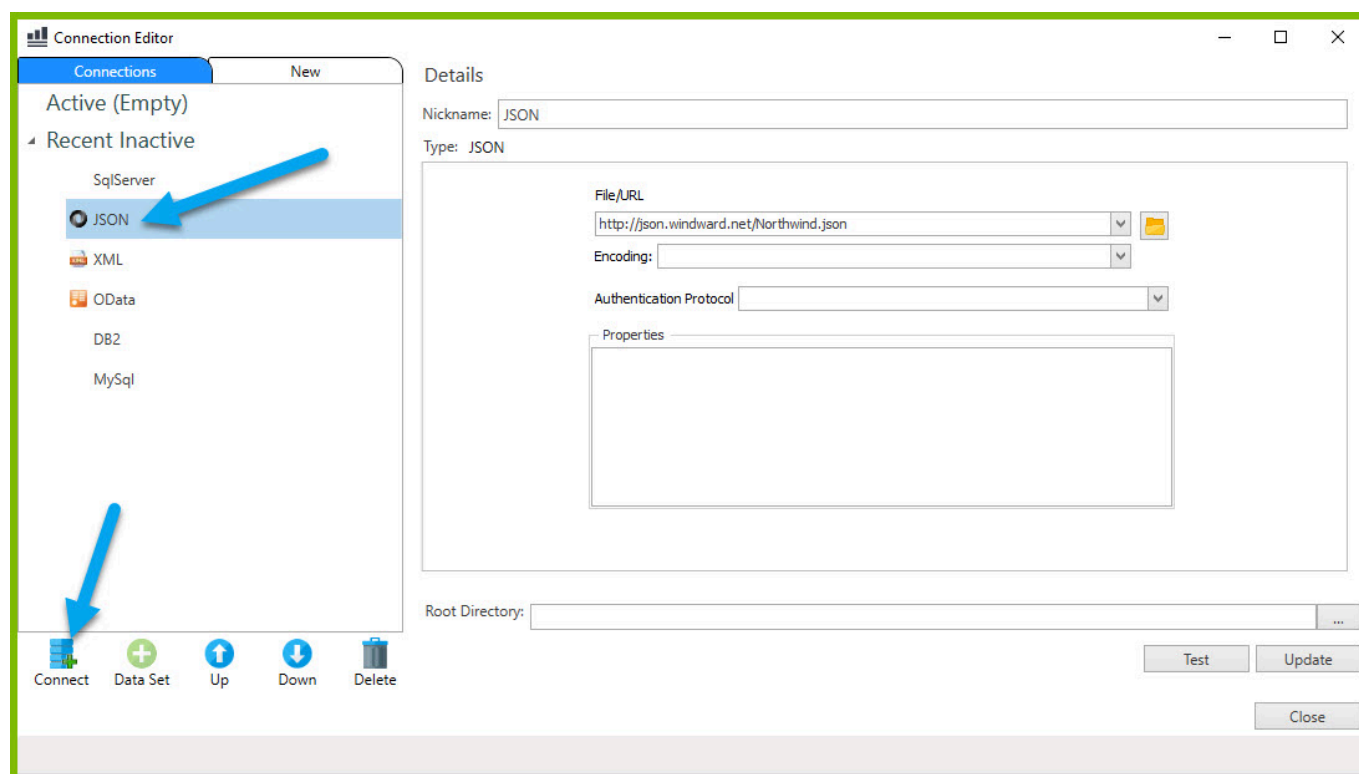 Connection Editor
Connections
New
Active (Empty)
Recent Inactive
SqlServer
JSON
XML
OData
DB2
MySql
Connect
Data Set
Up
Down
Delete
Details
Nickname: JSON
Type: JSON
File/URL
http://json.windward.net/Northwind.json
Encoding:
Authentication Protocol
Properties
Root Directory:
...
Test
Update
Close